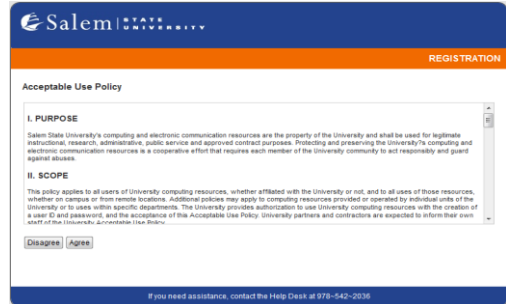 Salem STATE UNIVERSITY
REGISTRATION
Acceptable Use Policy
I. PURPOSE
Salem State University's computing and electronic communication resources are the property of the University and shall be used for legitimate
instructional, research, administrative, public service and approved contract purposes. Protecting and preserving the University?s computing and
electronic communication resources is a cooperative effort that requires each member of the University community to act responsibly and guard
against abuses.
II. SCOPE
This policy applies to all users of University computing resources, whether affiliated with the University or not, and to all uses of those resources,
whether on campus or from remote locations. Additional policies may apply to computing resources provided or operated by individual units of the
University or to uses within specific departments. The University provides authorization to use University computing resources with the creation of
a user ID and password, and the acceptance of this Acceptable Use Policy. University partners and contractors are expected to inform their own
staff of the University Acceptable Use Policy.
Disagree Agree
If you need assistance, contact the Help Desk at 978-542-2036